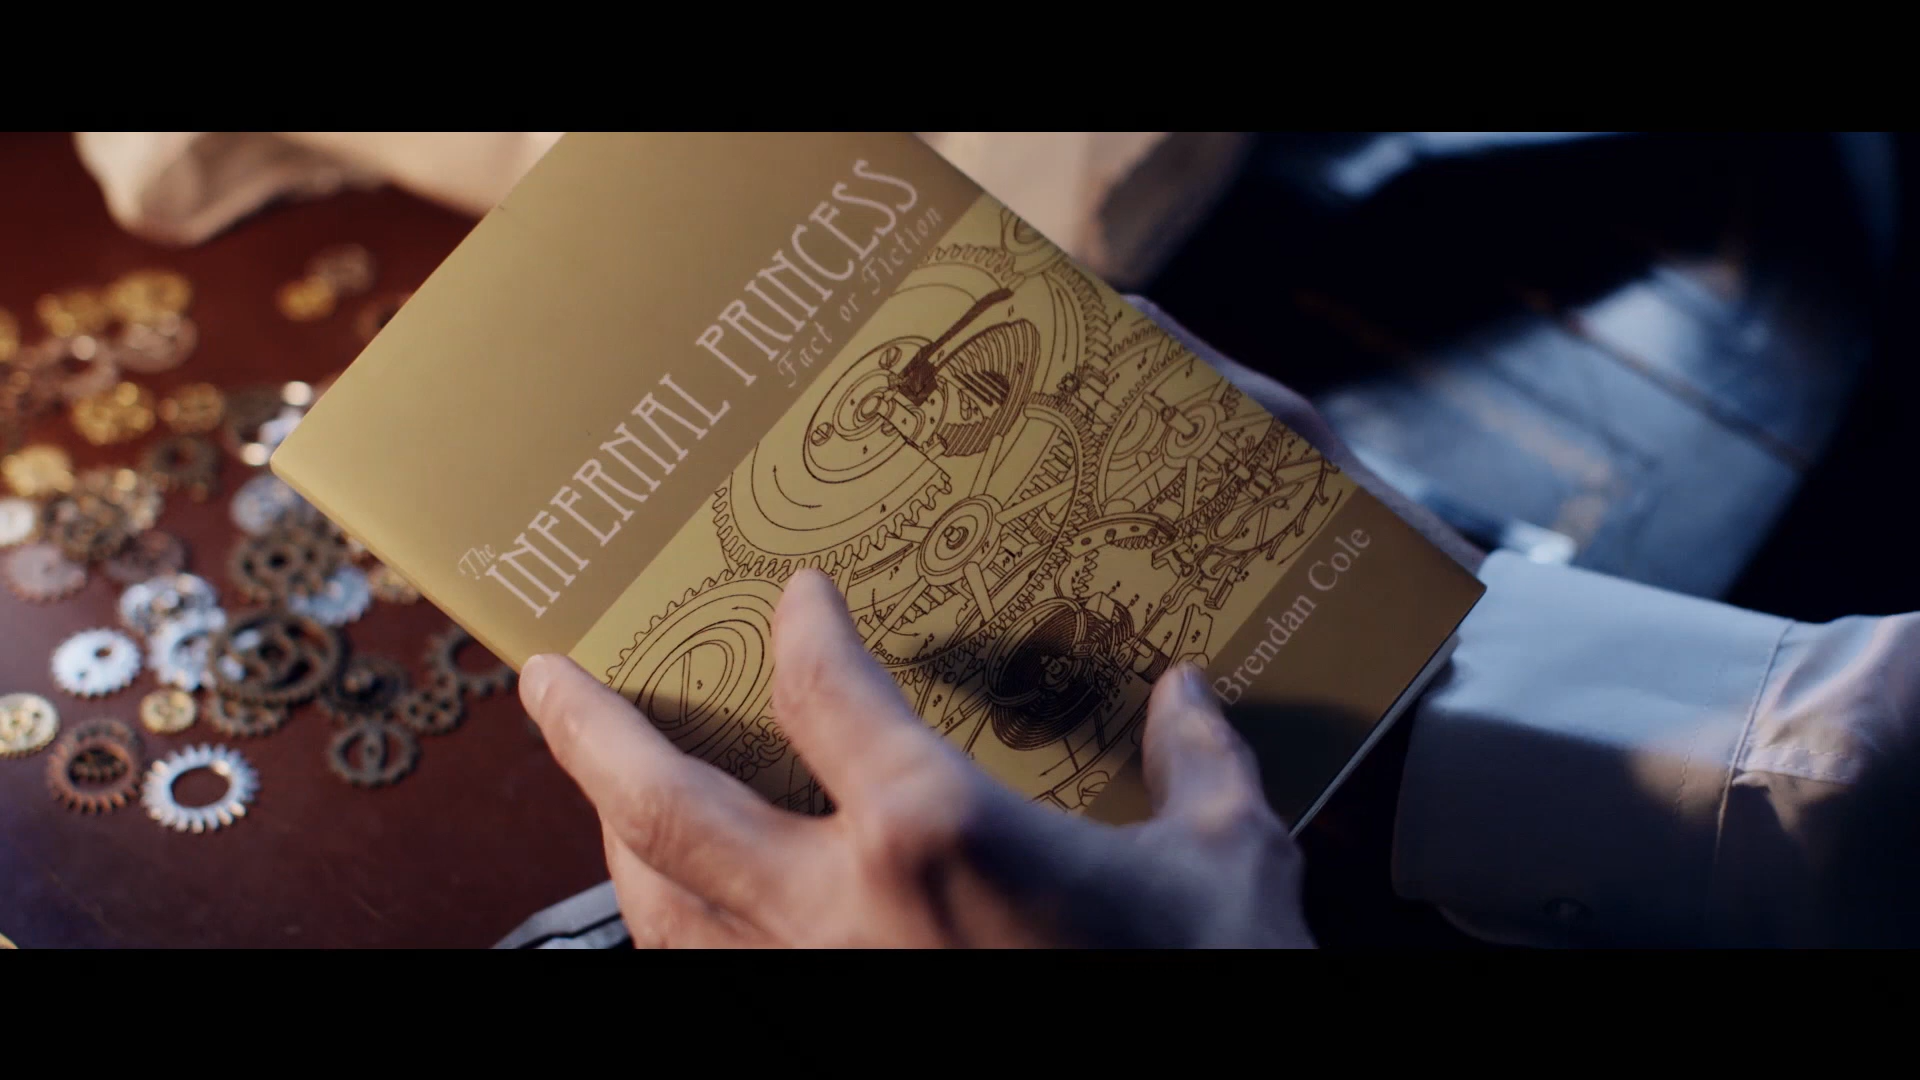 The
INFERNAL PRINCESS
Fact or Fiction
Brendan Cole